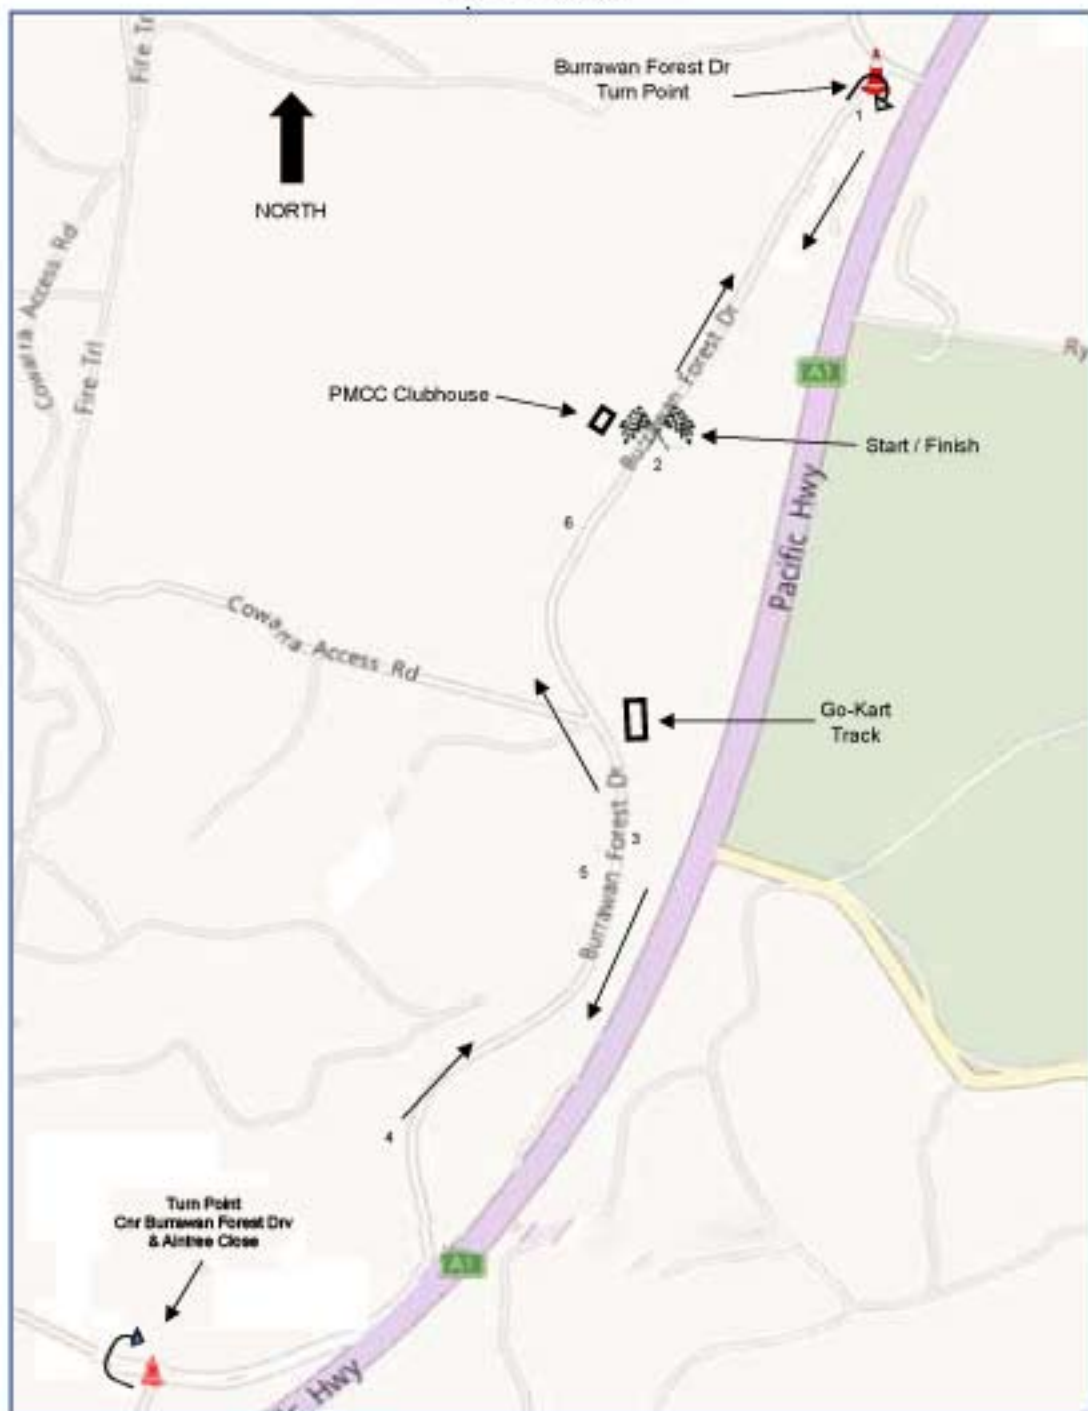 Fire Tr
Burrawan Forest Dr
Turn Point
1
NORTH
Cowarra Access Rd
Fire Trl
Burrawan Forest Dr
A1
PMCC Clubhouse
Start / Finish
2
6
Pacific Hwy
Cowarra Access Rd
Go-Kart
Track
Burrawan Forest Dr
3
5
4
Turn Point
Cnr Burrawan Forest Drv
& Aintree Close
A1
Hwy